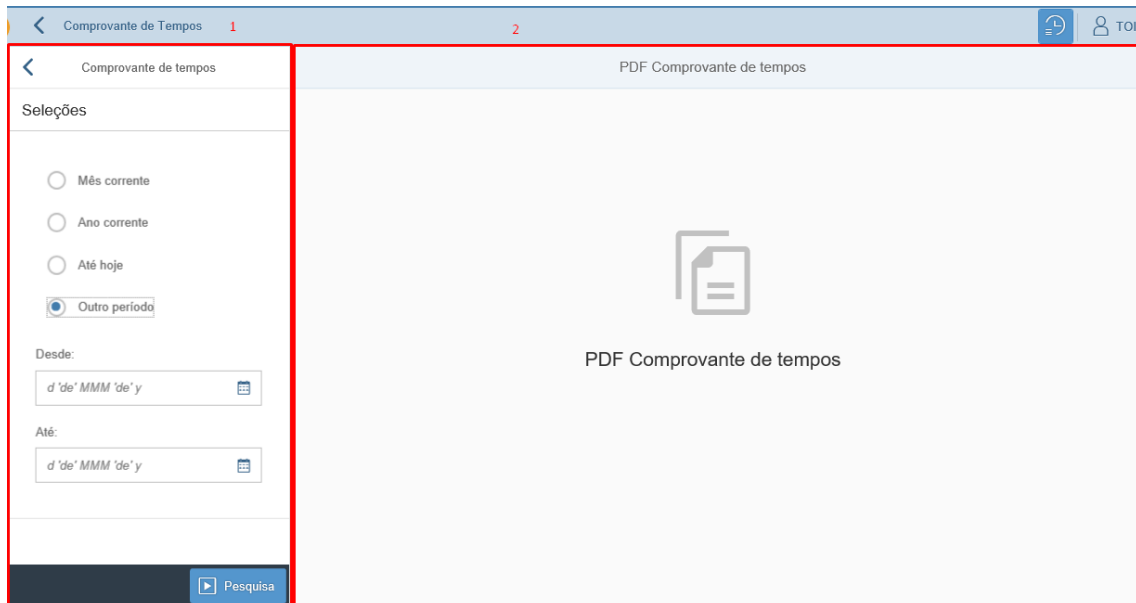 Comprovante de Tempos
1
2
Comprovante de tempos
Seleções
Mês corrente
Ano corrente
Até hoje
Outro período
Desde:
d 'de' MMM 'de' y
Até:
d 'de' MMM 'de' y
Pesquisa
PDF Comprovante de tempos
PDF Comprovante de tempos